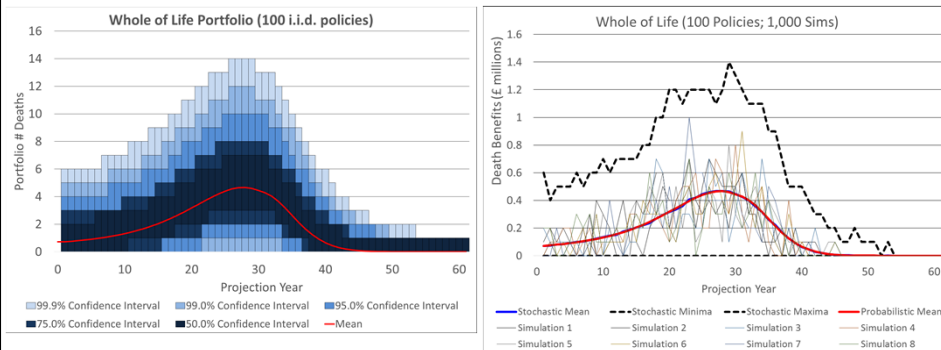 Whole of Life Portfolio (100 i.i.d. policies)
16
14
12
10
8
6
4
2
0
Portfolio # Deaths
0 10 20 30 40 50 60
Projection Year
99.9% Confidence Interval 99.0% Confidence Interval 95.0% Confidence Interval
75.0% Confidence Interval 50.0% Confidence Interval Mean
Whole of Life (100 Policies; 1,000 Sims)
1.6
1.4
1.2
1
0.8
0.6
0.4
0.2
0
Death Benefits (£ millions)
0 10 20 30 40 50 60
Projection Year
Stochastic Mean Stochastic Minima Stochastic Maxima Probabilistic Mean
Simulation 1 Simulation 2 Simulation 3 Simulation 4
Simulation 5 Simulation 6 Simulation 7 Simulation 8